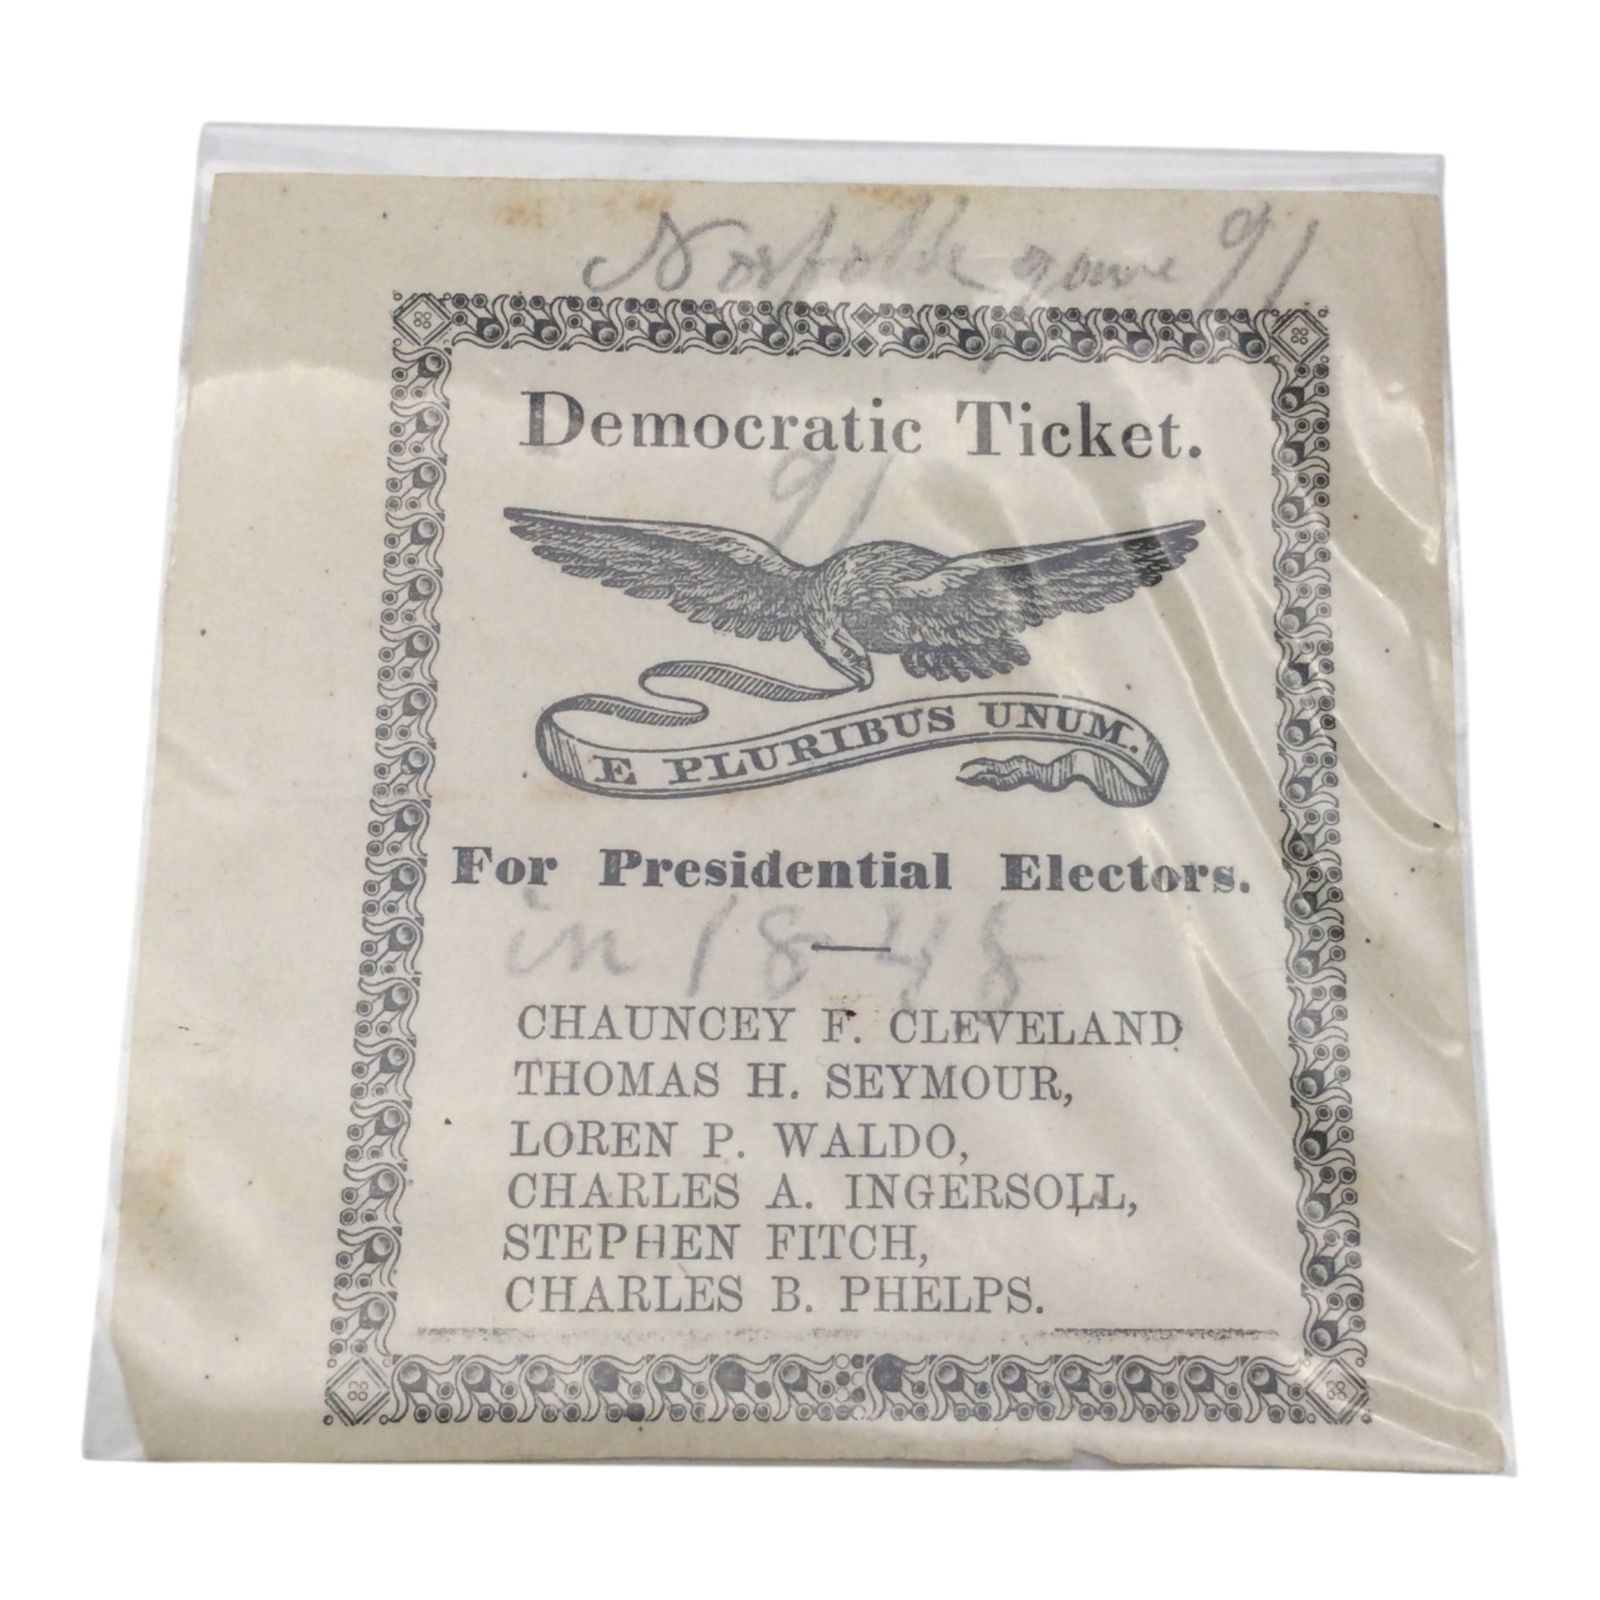 Norfolk gave 91
Democratic Ticket.
91
E PLURIBUS UNUM.
For Presidential Electors.
in 1848
CHAUNCEY F. CLEVELAND
THOMAS H. SEYMOUR,
LOREN P. WALDO,
CHARLES A. INGERSOLL,
STEPHEN FITCH,
CHARLES B. PHELPS.